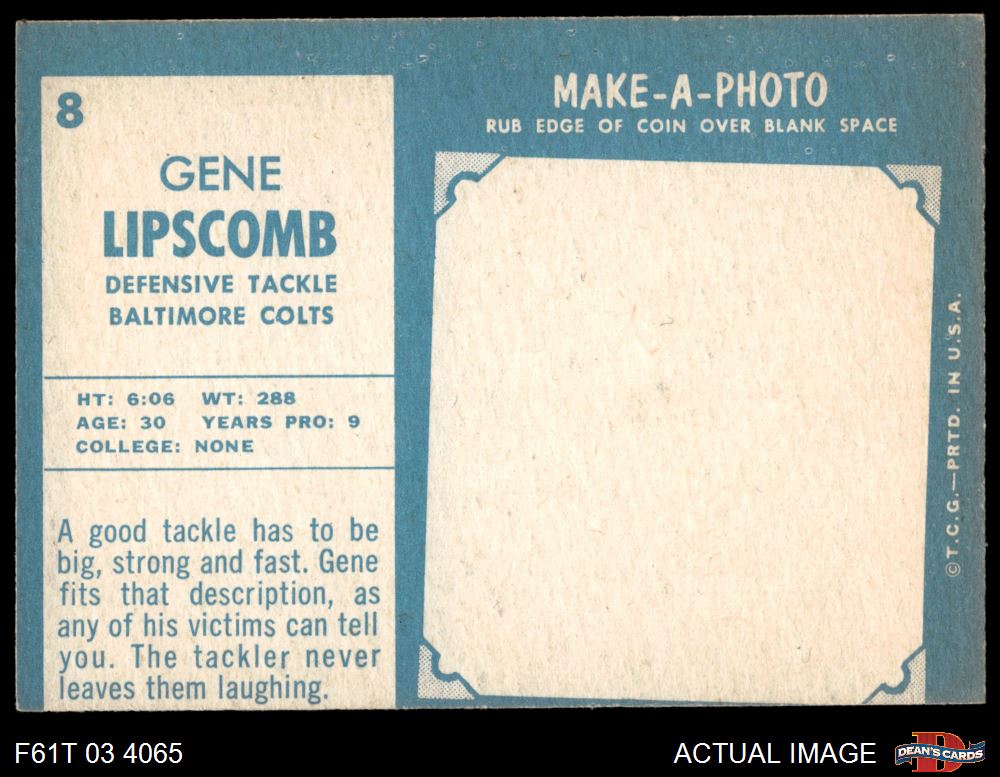 8
GENE
LIPSCOMB
DEFENSIVE TACKLE
BALTIMORE COLTS
HT: 6:06 WT: 288
AGE: 30 YEARS PRO: 9
COLLEGE: NONE
A good tackle has to be
big, strong and fast. Gene
fits that description, as
any of his victims can tell
you. The tackler never
leaves them laughing.
MAKE-A-PHOTO
RUB EDGE OF COIN OVER BLANK SPACE
©T.C.G.—PRTD. IN U.S.A.
F61T 03 4065
ACTUAL IMAGE
D
DEAN'S CARDS